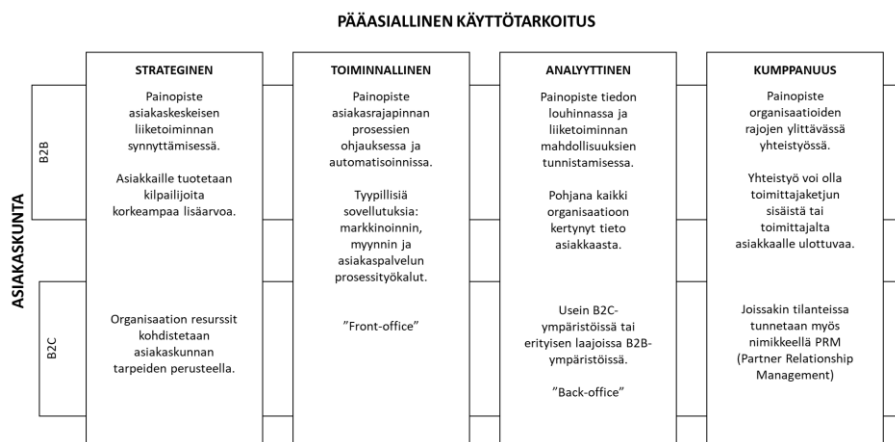 PÄÄASIALLINEN KÄYTTÖTARKOITUS
ASIAKASKUNTA
B2B
B2C
STRATEGINEN
Painopiste
asiakaskeskeisen
liiketoiminnan
synnyttämisessä.
Asiakkaille tuotetaan
kilpailijoita
korkeampaa lisäarvoa.
Organisaation resurssit
kohdistetaan
asiakaskunnan
tarpeiden perusteella.
TOIMINNALLINEN
Painopiste
asiakasrajapinnan
prosessien
ohjauksessa ja
automatisoinnissa.
Tyypillisiä
sovellutuksia:
markkinoinnin,
myynnin ja
asiakaspalvelun
prosessityökalut.
”Front-office”
ANALYYTTINEN
Painopiste tiedon
louhinnassa ja
liiketoiminnan
mahdollisuuksien
tunnistamisessa.
Pohjana kaikki
organisaatioon
kertynyt tieto
asiakkaasta.
Usein B2C-
ympäristöissä tai
erityisen laajoissa B2B-
ympäristöissä.
”Back-office”
KUMPPANUUS
Painopiste
organisaatioiden
rajojen ylittävässä
yhteistyössä.
Yhteistyö voi olla
toimittajaketjun
sisäistä tai
toimittajalta
asiakkaalle ulottuvaa.
Joissakin tilanteissa
tunnetaan myös
nimikkeellä PRM
(Partner Relationship
Management)